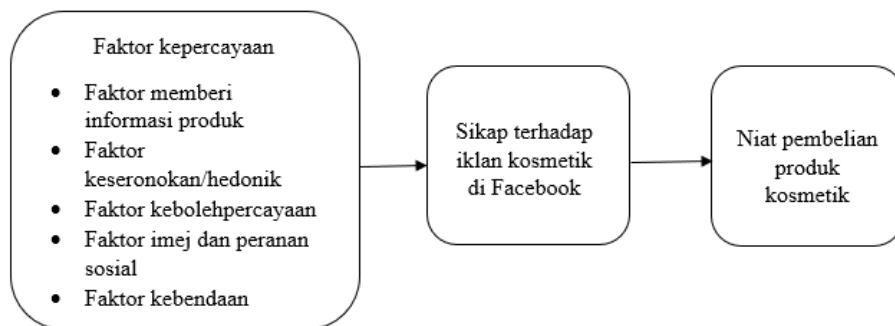 Faktor kepercayaan
• Faktor memberi
informasi produk
• Faktor
keseronokan/hedonik
• Faktor kebolehpercayaan
• Faktor imej dan peranan
sosial
• Faktor kebendaan
Sikap terhadap
iklan kosmetik
di Facebook
Niat pembelian
produk
kosmetik